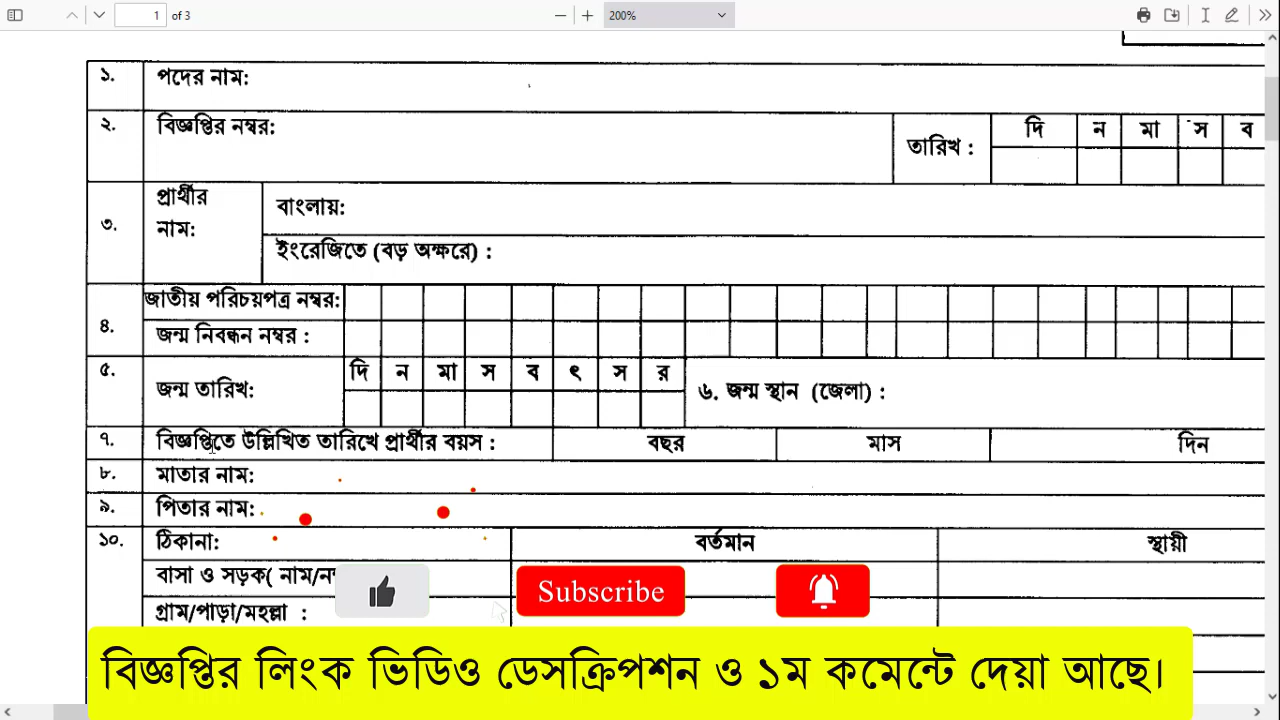 1 of 3 200%
১. পদের নাম:
২. বিজ্ঞপ্তির নম্বর: তারিখ : দি ন মা স ব
৩. প্রার্থীর নাম: বাংলায়:
ইংরেজিতে (বড় অক্ষরে) :
৪. জাতীয় পরিচয়পত্র নম্বর:
জন্ম নিবন্ধন নম্বর :
৫. জন্ম তারিখ: দি ন মা স ব ৎ স র ৬. জন্ম স্থান (জেলা) :
৭. বিজ্ঞপ্তিতে উল্লিখিত তারিখে প্রার্থীর বয়স : বছর মাস দিন
৮. মাতার নাম:
৯. পিতার নাম:
১০. ঠিকানা: বর্তমান স্থায়ী
বাসা ও সড়ক( নাম/
গ্রাম/পাড়া/মহল্লা :
Subscribe
বিজ্ঞপ্তির লিংক ভিডিও ডেসক্রিপশন ও ১ম কমেন্টে দেয়া আছে।